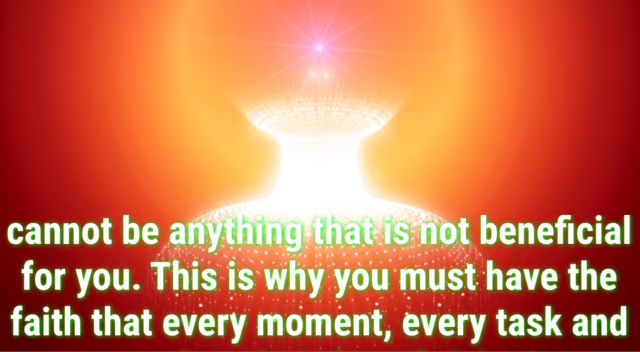 cannot be anything that is not beneficial
for you. This is why you must have the
faith that every moment, every task and